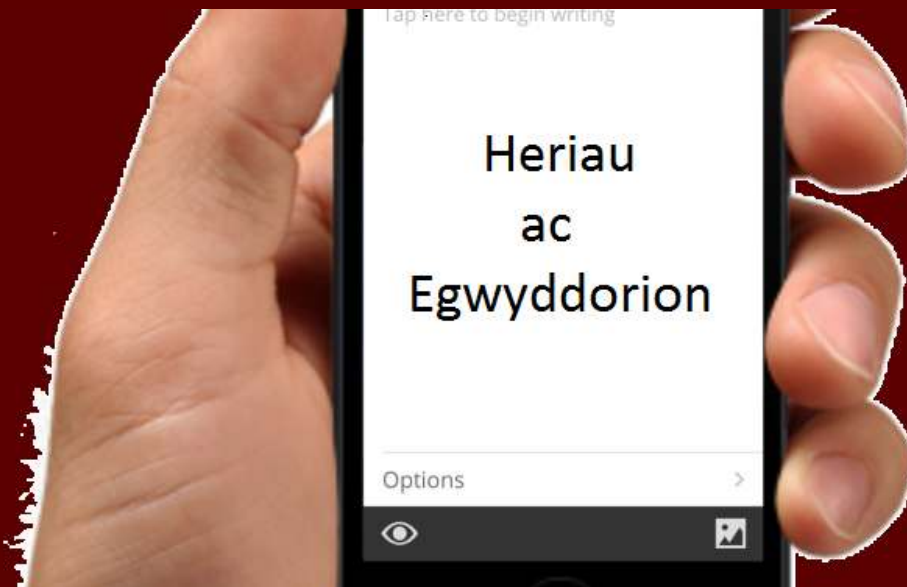 Tap here to begin writing
Heriau
ac
Egwyddorion
Options